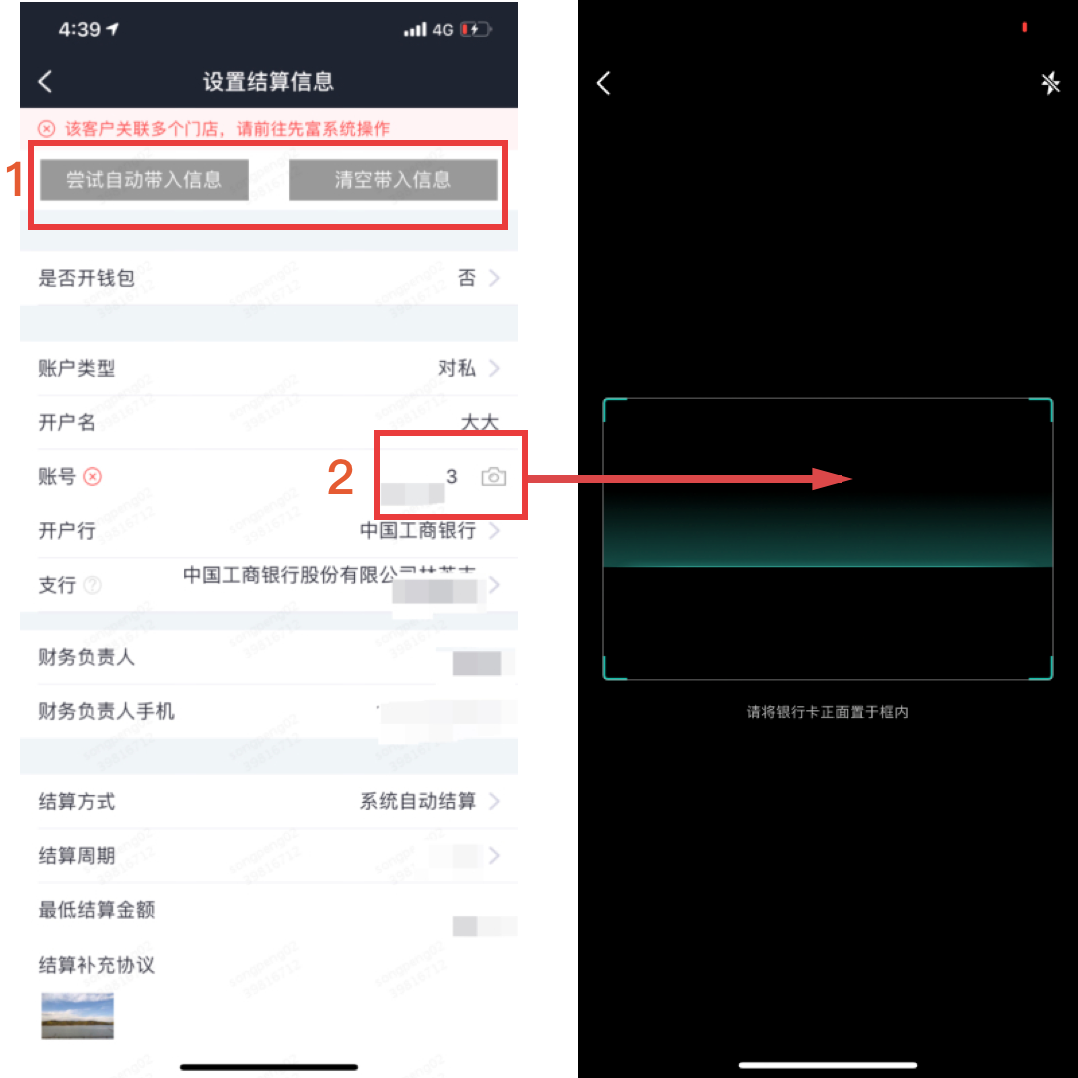 4:39
4G
设置结算信息
该客户关联多个门店，请前往先富系统操作
1
尝试自动带入信息
清空带入信息
是否开钱包
否
账户类型
对私
开户名
大大
账号
3
2
开户行
中国工商银行
支行
中国工商银行股份有限公司
财务负责人
财务负责人手机
结算方式
系统自动结算
结算周期
最低结算金额
结算补充协议
请将银行卡正面置于框内